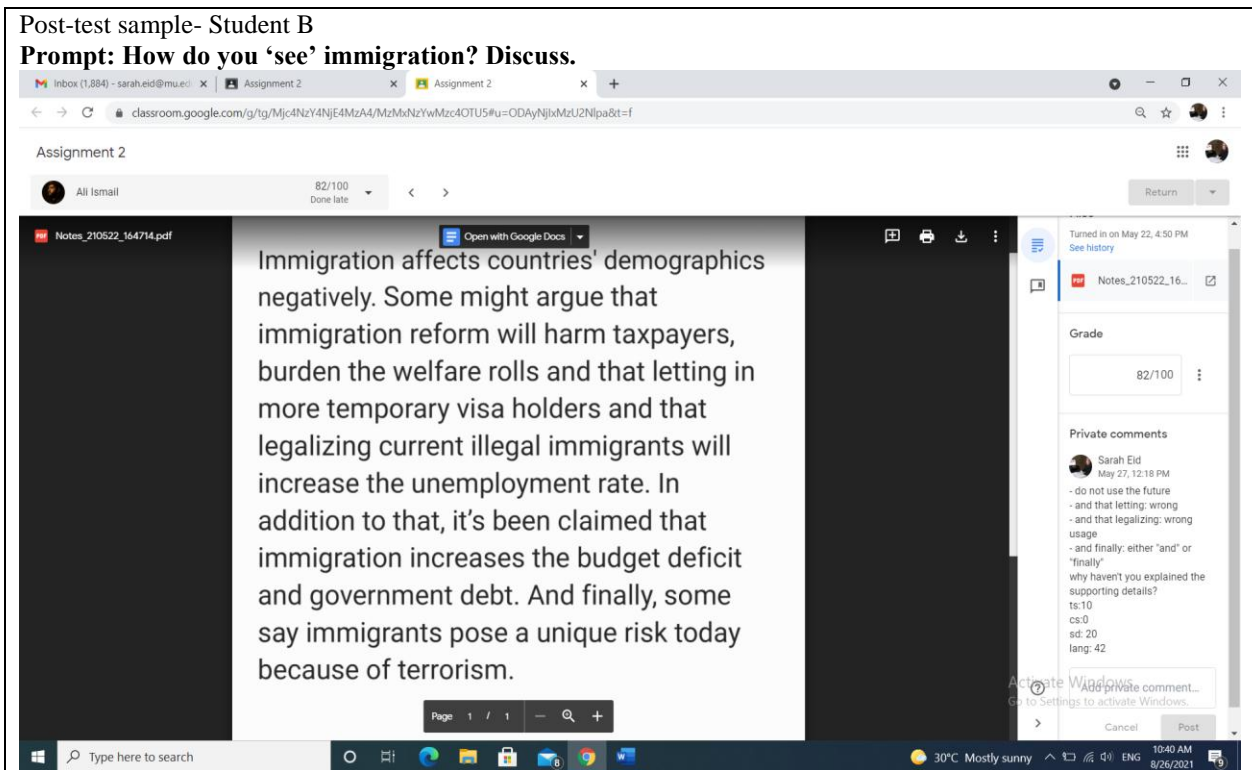 Post-test sample- Student B
Prompt: How do you ‘see’ immigration? Discuss.
Inbox (1,884) - sarah.eid@mu.ed
Assignment 2
Assignment 2
classroom.google.com/g/tg/Mjc4NzY4NjE4MzA4/MzMxNzYwMzc4OTU5#u=ODAyNjIxMzU2Nlpa&t=f
Assignment 2
Ali Ismail
82/100
Done late
Return
Notes_210522_164714.pdf
Open with Google Docs
Immigration affects countries' demographics
negatively. Some might argue that
immigration reform will harm taxpayers,
burden the welfare rolls and that letting in
more temporary visa holders and that
legalizing current illegal immigrants will
increase the unemployment rate. In
addition to that, it’s been claimed that
immigration increases the budget deficit
and government debt. And finally, some
say immigrants pose a unique risk today
because of terrorism.
Page 1 / 1
Turned in on May 22, 4:50 PM
See history
PDF
Notes_210522_16...
Grade
82/100
Private comments
Sarah Eid
May 27, 12:18 PM
- do not use the future
- and that letting: wrong
- and that legalizing: wrong
usage
- and finally: either "and" or
"finally"
why haven't you explained the
supporting details?
ts:10
cs:0
sd: 20
lang: 42
Add private comment...
Activate Windows
Go to Settings to activate Windows.
Cancel
Post
Type here to search
30°C Mostly sunny
ENG
10:40 AM
8/26/2021